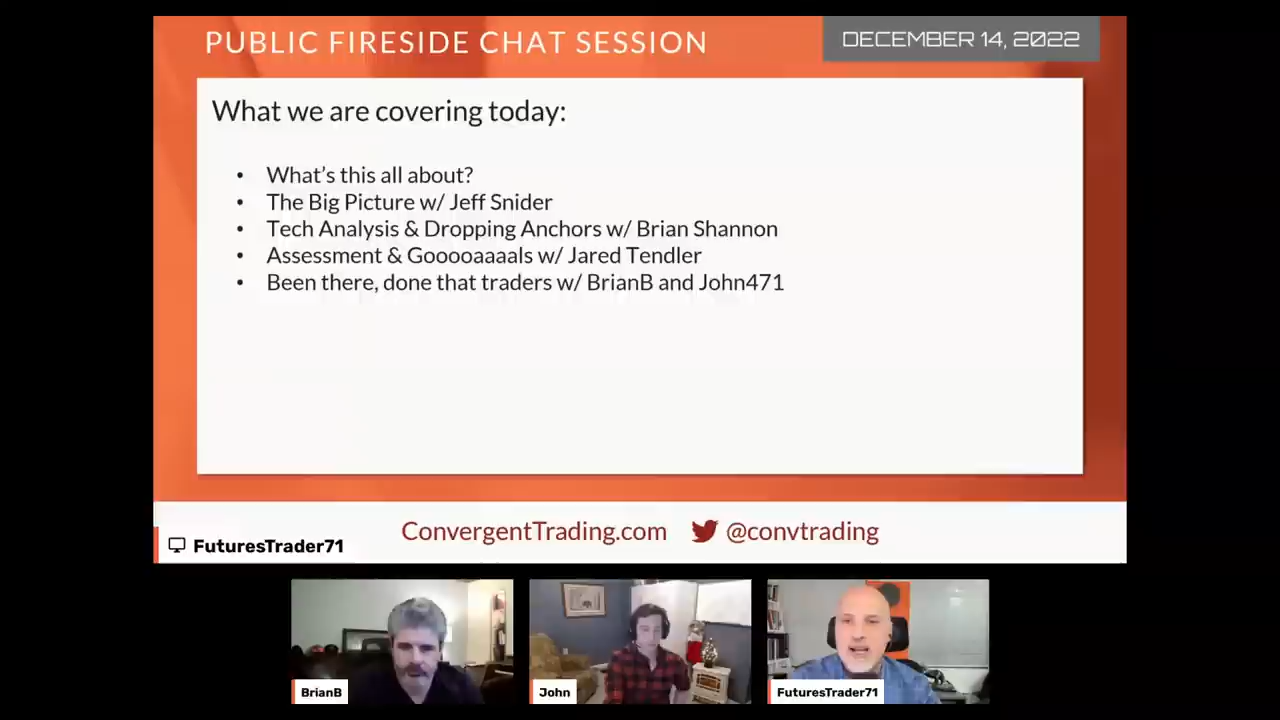 PUBLIC FIRESIDE CHAT SESSION
DECEMBER 14, 2022
What we are covering today:
• What's this all about?
• The Big Picture w/ Jeff Snider
• Tech Analysis & Dropping Anchors w/ Brian Shannon
• Assessment & Gooooaaaals w/ Jared Tendler
• Been there, done that traders w/ BrianB and John471
ConvergentTrading.com @convtrading
FuturesTrader71
BrianB
John
FuturesTrader71